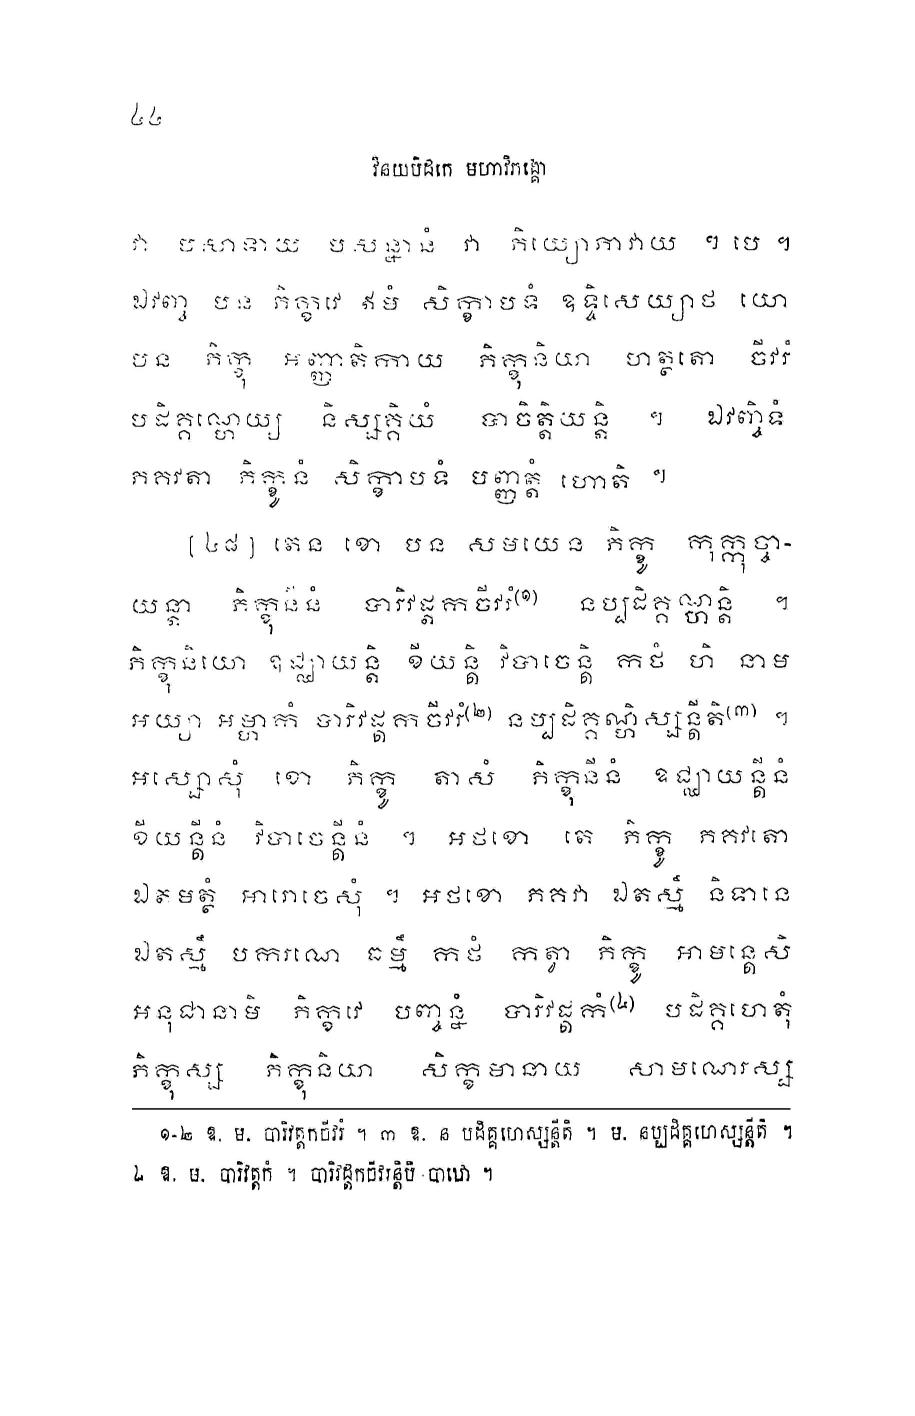 ៤៤
វិនយបិដកេ មហាវិភង្គោ
វា បសាទាយ បសន្នានំ វា ភិយ្យោភាវាយ ។ បេ ។
ឯវញ្ច បន ភិក្ខវេ ឥមំ សិក្ខាបទំ ឧទ្ទិសេយ្យាថ យោ
បន ភិក្ខុ អញ្ញាតិកាយ ភិក្ខុនិយា ហត្ថតោ ចីវរំ
បដិគ្គណ្ហេយ្យ និស្សគ្គិយំ បាចិត្តិយន្តិ ។ ឯវញ្ចិទំ
ភគវតា ភិក្ខូនំ សិក្ខាបទំ បញ្ញត្តំ ហោតិ ។
[៤៨] តេន ខោ បន សមយេន ភិក្ខូ កុក្កុច្ចា-
យន្តា ភិក្ខុនីនំ បារិវដ្តកចីវរំ(១) នប្បដិគ្គណ្ហន្តិ ។
ភិក្ខុនិយោ ឧជ្ឈាយន្តិ ខីយន្តិ វិបាចេន្តិ កថំ ហិ នាម
អយ្យា អម្ហាកំ បារិវដ្តកចីវរំ(២) នប្បដិគ្គណ្ហិស្សន្តីតិ(៣) ។
អស្សោសុំ ខោ ភិក្ខូ តាសំ ភិក្ខុនីនំ ឧជ្ឈាយន្តីនំ
ខីយន្តីនំ វិបាចេន្តីនំ ។ អថខោ តេ ភិក្ខូ ភគវតោ
ឯតមត្ថំ អារោចេសុំ ។ អថខោ ភគវា ឯតស្មឹ និទានេ
ឯតស្មឹ បករណេ ធម្មឹ កថំ កត្វា ភិក្ខូ អាមន្តេសិ
អនុជានាមិ ភិក្ខវេ បញ្ចន្នំ បារិវដ្តកំ(៤) បដិគ្គហេតុំ
ភិក្ខុស្ស ភិក្ខុនិយា សិក្ខមានាយ សាមណេរស្ស
១-២ ឱ. ម. បារិវត្តកចីវរំ ។ ៣ ឱ. ន បដិគ្គហេស្សន្តីតិ ។ ម. នប្បដិគ្គហេស្សន្តីតិ ។
៤ ឱ. ម. បារិវត្តកំ ។ បារិវដ្តកចីវរន្តិបិ បាឋោ ។